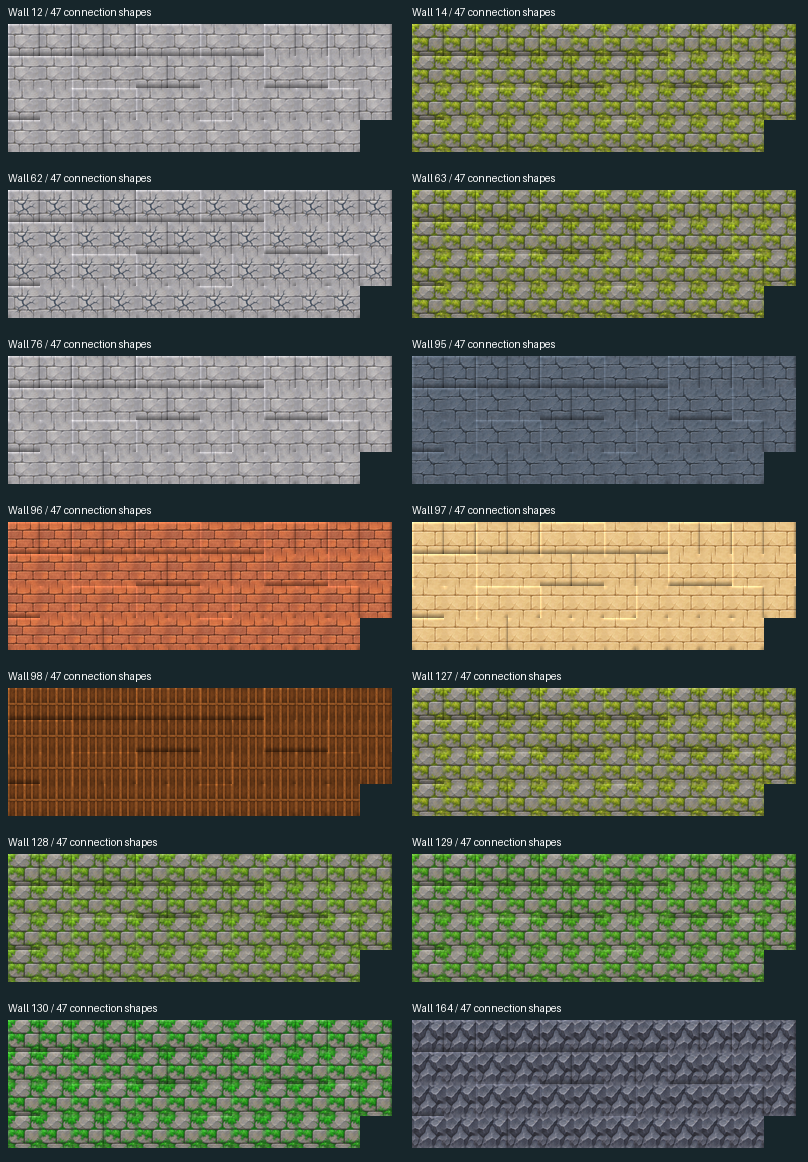 Wall 12 / 47 connection shapes
Wall 14 / 47 connection shapes
Wall 62 / 47 connection shapes
Wall 63 / 47 connection shapes
Wall 76 / 47 connection shapes
Wall 95 / 47 connection shapes
Wall 96 / 47 connection shapes
Wall 97 / 47 connection shapes
Wall 98 / 47 connection shapes
Wall 127 / 47 connection shapes
Wall 128 / 47 connection shapes
Wall 129 / 47 connection shapes
Wall 130 / 47 connection shapes
Wall 164 / 47 connection shapes